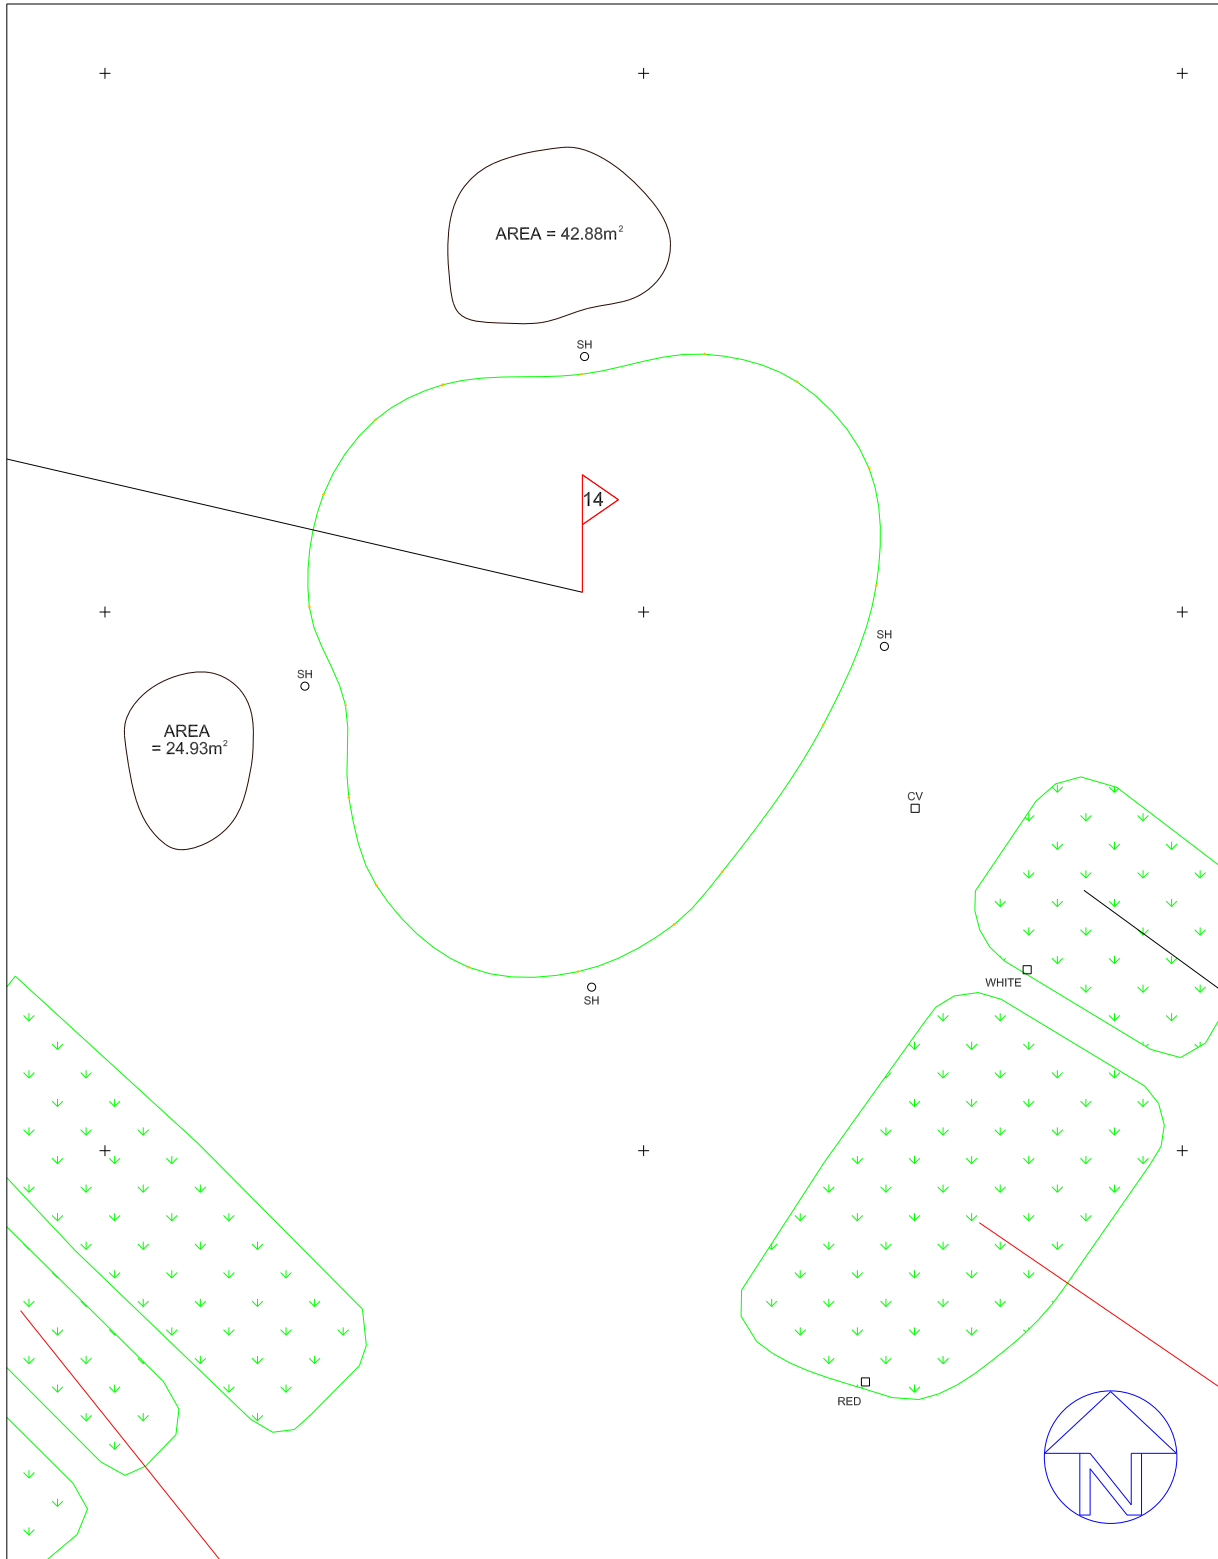 AREA = 42.88m²
SH
14
SH
SH
AREA
= 24.93m²
CV
WHITE
SH
RED
N